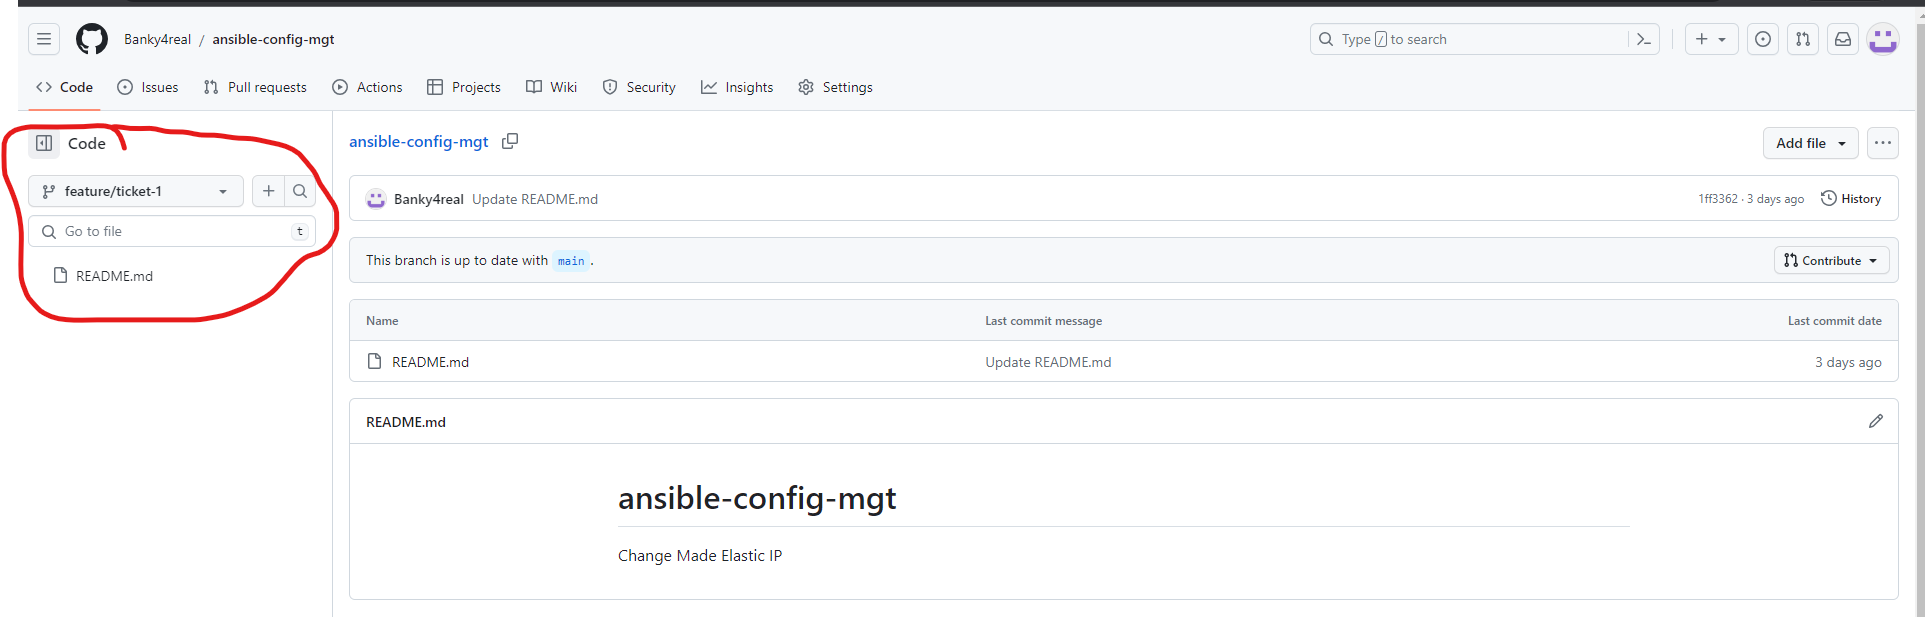 Banky4real / ansible-config-mgt
Type / to search
Code Issues Pull requests Actions Projects Wiki Security Insights Settings
Code
feature/ticket-1
Go to file t
README.md
ansible-config-mgt
Add file
Banky4real Update README.md 1ff3362 · 3 days ago History
This branch is up to date with main .
Contribute
Name Last commit message Last commit date
README.md Update README.md 3 days ago
README.md
ansible-config-mgt
Change Made Elastic IP